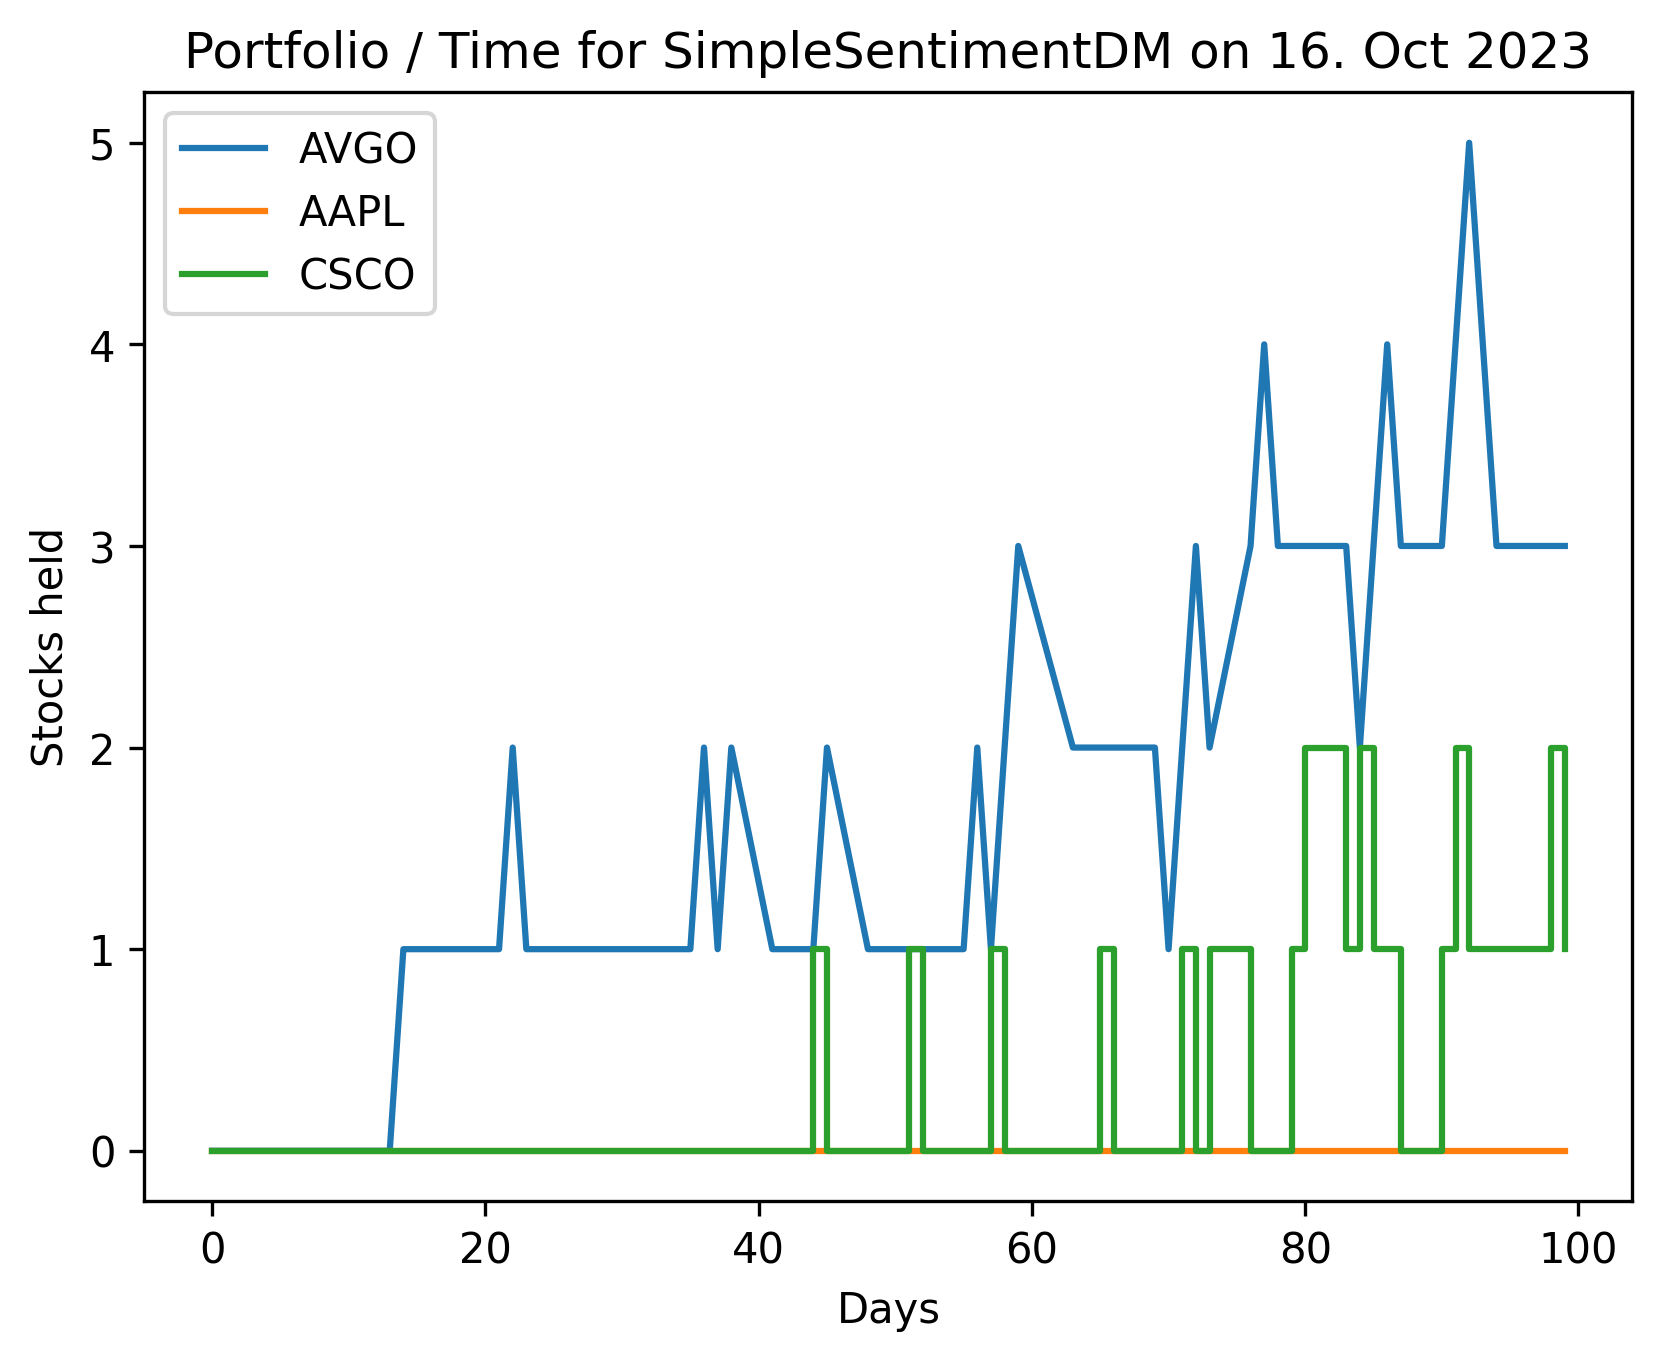 Portfolio / Time for SimpleSentimentDM on 16. Oct 2023
AVGO
AAPL
CSCO
5
4
3
2
1
0
Stocks held
0 20 40 60 80 100
Days